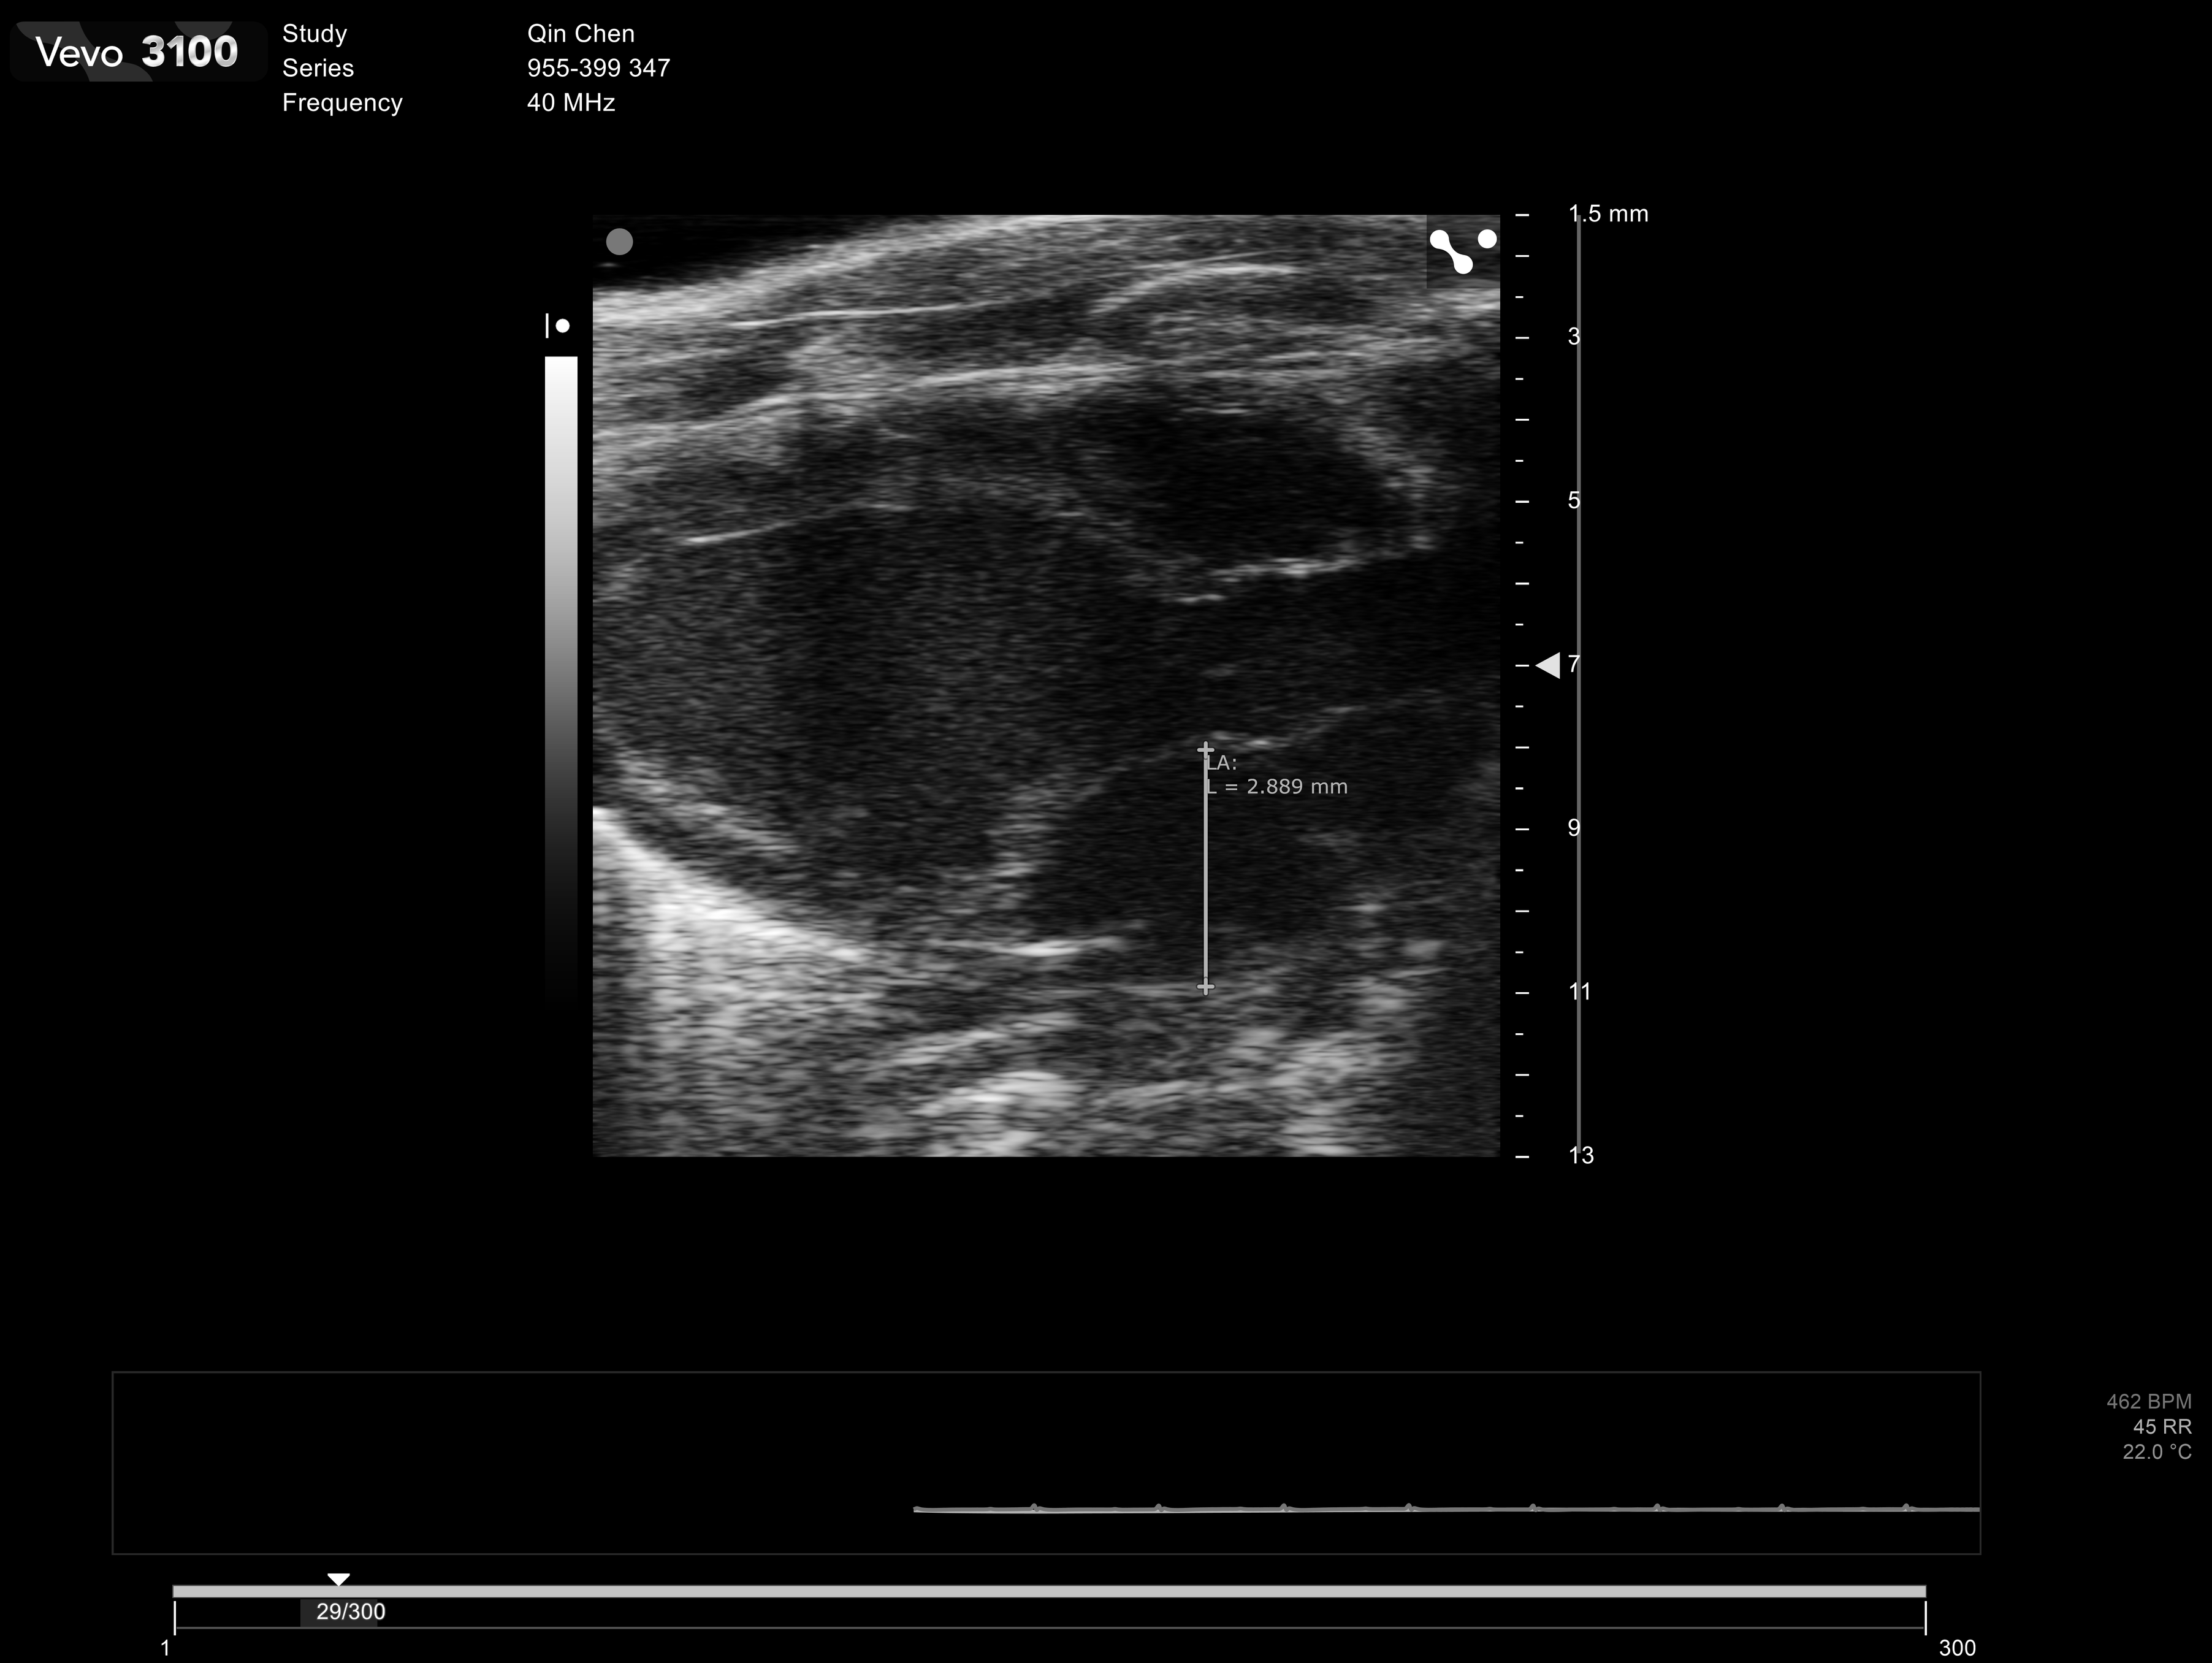 Vevo 3100
Study Qin Chen
Series 955-399 347
Frequency 40 MHz
1.5 mm
3
5
7
LA:
L = 2.889 mm
9
11
13
462 BPM
45 RR
22.0 °C
29/300
1
300